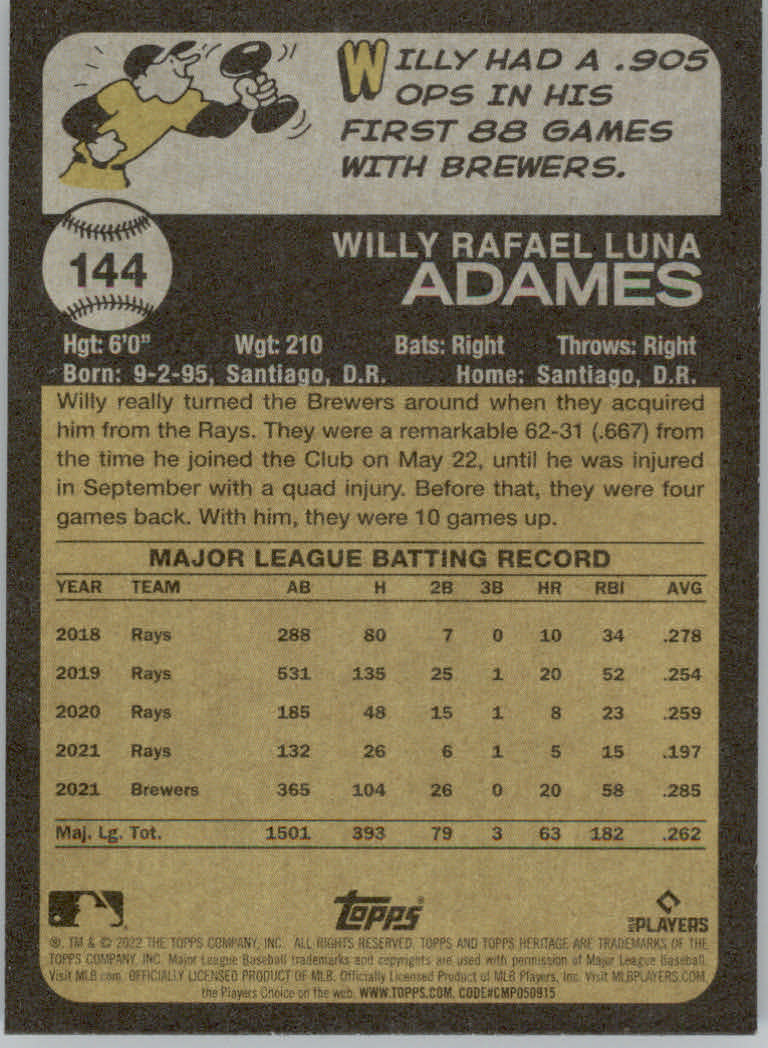 WILLY HAD A .905
OPS IN HIS
FIRST 88 GAMES
WITH BREWERS.
144
WILLY RAFAEL LUNA
ADAMES
Hgt: 6'0" Wgt: 210 Bats: Right Throws: Right
Born: 9-2-95, Santiago, D.R. Home: Santiago, D.R.
Willy really turned the Brewers around when they acquired
him from the Rays. They were a remarkable 62-31 (.667) from
the time he joined the Club on May 22, until he was injured
in September with a quad injury. Before that, they were four
games back. With him, they were 10 games up.
MAJOR LEAGUE BATTING RECORD
YEAR TEAM AB H 2B 3B HR RBI AVG
2018 Rays 288 80 7 0 10 34 .278
2019 Rays 531 135 25 1 20 52 .254
2020 Rays 185 48 15 1 8 23 .259
2021 Rays 132 26 6 1 5 15 .197
2021 Brewers 365 104 26 0 20 58 .285
Maj. Lg. Tot. 1501 393 79 3 63 182 .262
topps®
PLAYERS
®, TM & © 2022 THE TOPPS COMPANY, INC. ALL RIGHTS RESERVED. TOPPS AND TOPPS HERITAGE ARE TRADEMARKS OF THE
TOPPS COMPANY, INC. Major League Baseball trademarks and copyrights are used with permission of Major League Baseball.
Visit MLB.com. OFFICIALLY LICENSED PRODUCT OF MLB. Officially Licensed Product of MLB Players, Inc. Visit MLBPLAYERS.COM,
the Players Choice on the web. WWW.TOPPS.COM. CODE#CMP050915